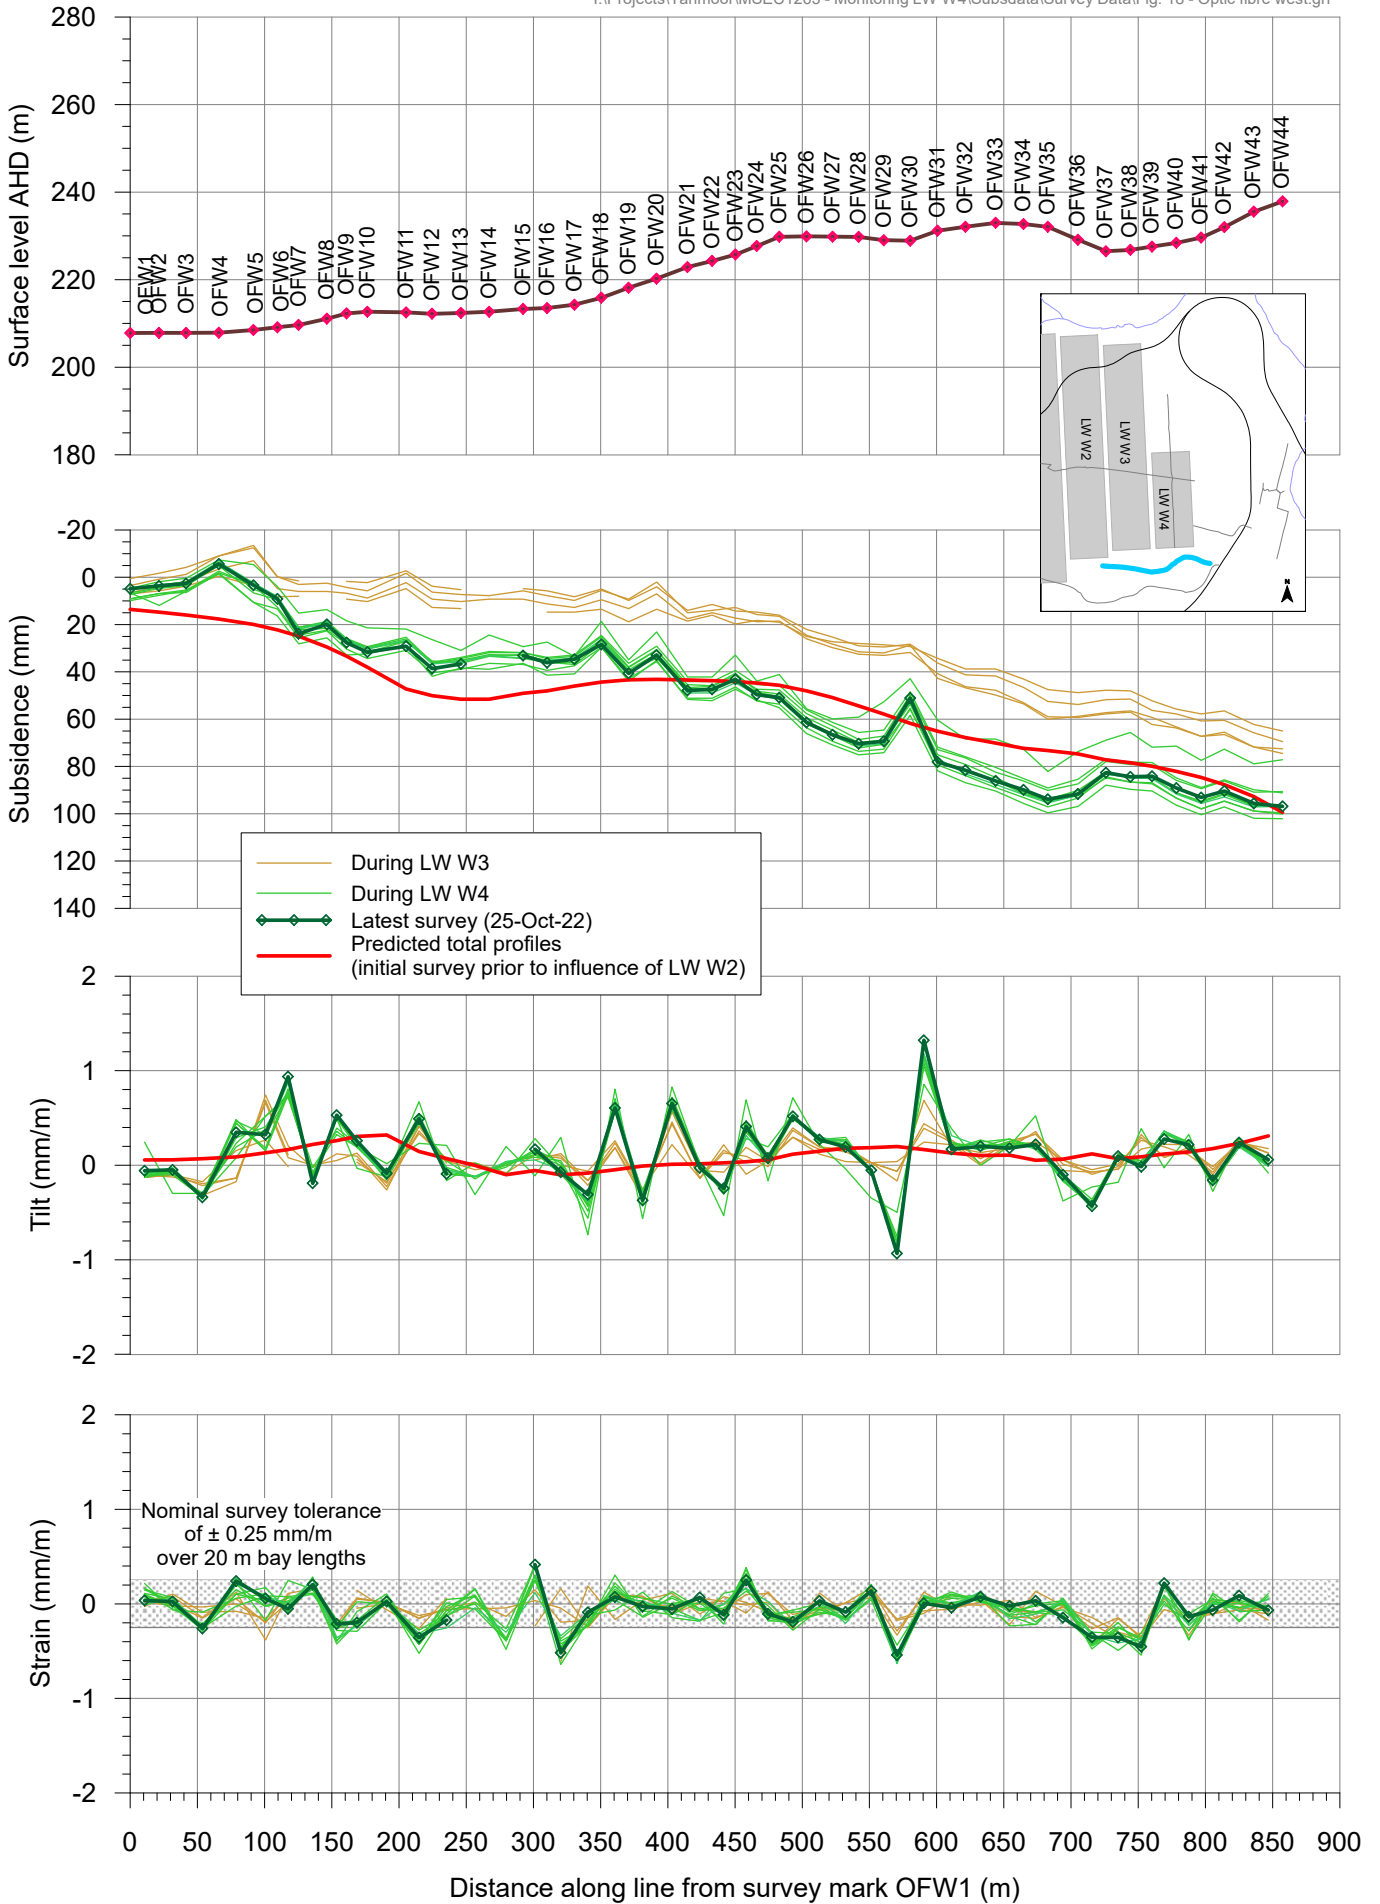 280
260
240
220
200
180
Surface level AHD (m)
OFW1
OFW2
OFW3
OFW4
OFW5
OFW6
OFW7
OFW8
OFW9
OFW10
OFW11
OFW12
OFW13
OFW14
OFW15
OFW16
OFW17
OFW18
OFW19
OFW20
OFW21
OFW22
OFW23
OFW24
OFW25
OFW26
OFW27
OFW28
OFW29
OFW30
OFW31
OFW32
OFW33
OFW34
OFW35
OFW36
OFW37
OFW38
OFW39
OFW40
OFW41
OFW42
OFW43
OFW44
LW W2
LW W3
LW W4
N
-20
0
20
40
60
80
100
120
140
Subsidence (mm)
During LW W3
During LW W4
Latest survey (25-Oct-22)
Predicted total profiles
(initial survey prior to influence of LW W2)
2
1
0
-1
-2
Tilt (mm/m)
2
1
0
-1
-2
Strain (mm/m)
Nominal survey tolerance
of ± 0.25 mm/m
over 20 m bay lengths
0 50 100 150 200 250 300 350 400 450 500 550 600 650 700 750 800 850 900
Distance along line from survey mark OFW1 (m)